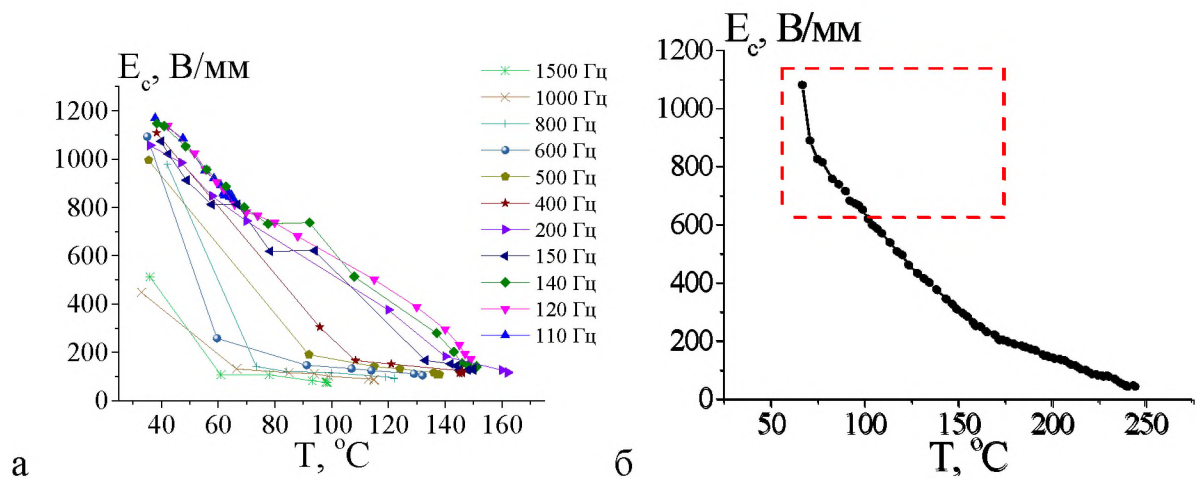 E_c, В/мм
1200
1000
800
600
400
200
0
40 60 80 100 120 140 160
T, °C
1500 Гц
1000 Гц
800 Гц
600 Гц
500 Гц
400 Гц
200 Гц
150 Гц
140 Гц
120 Гц
110 Гц
а
E_c, В/мм
1200
1000
800
600
400
200
0
50 100 150 200 250
T, °C
б